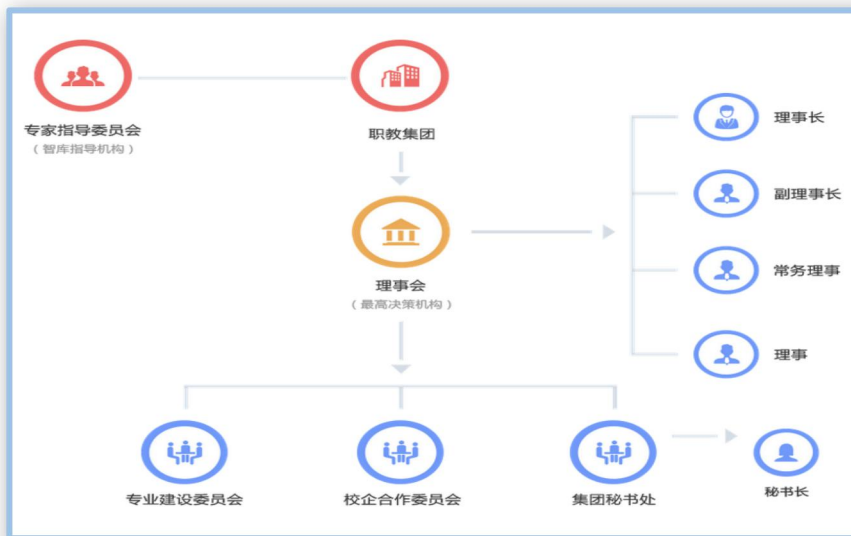 专家指导委员会
（智库指导机构）
职教集团
理事会
（最高决策机构）
理事长
副理事长
常务理事
理事
专业建设委员会
校企合作委员会
集团秘书处
秘书长